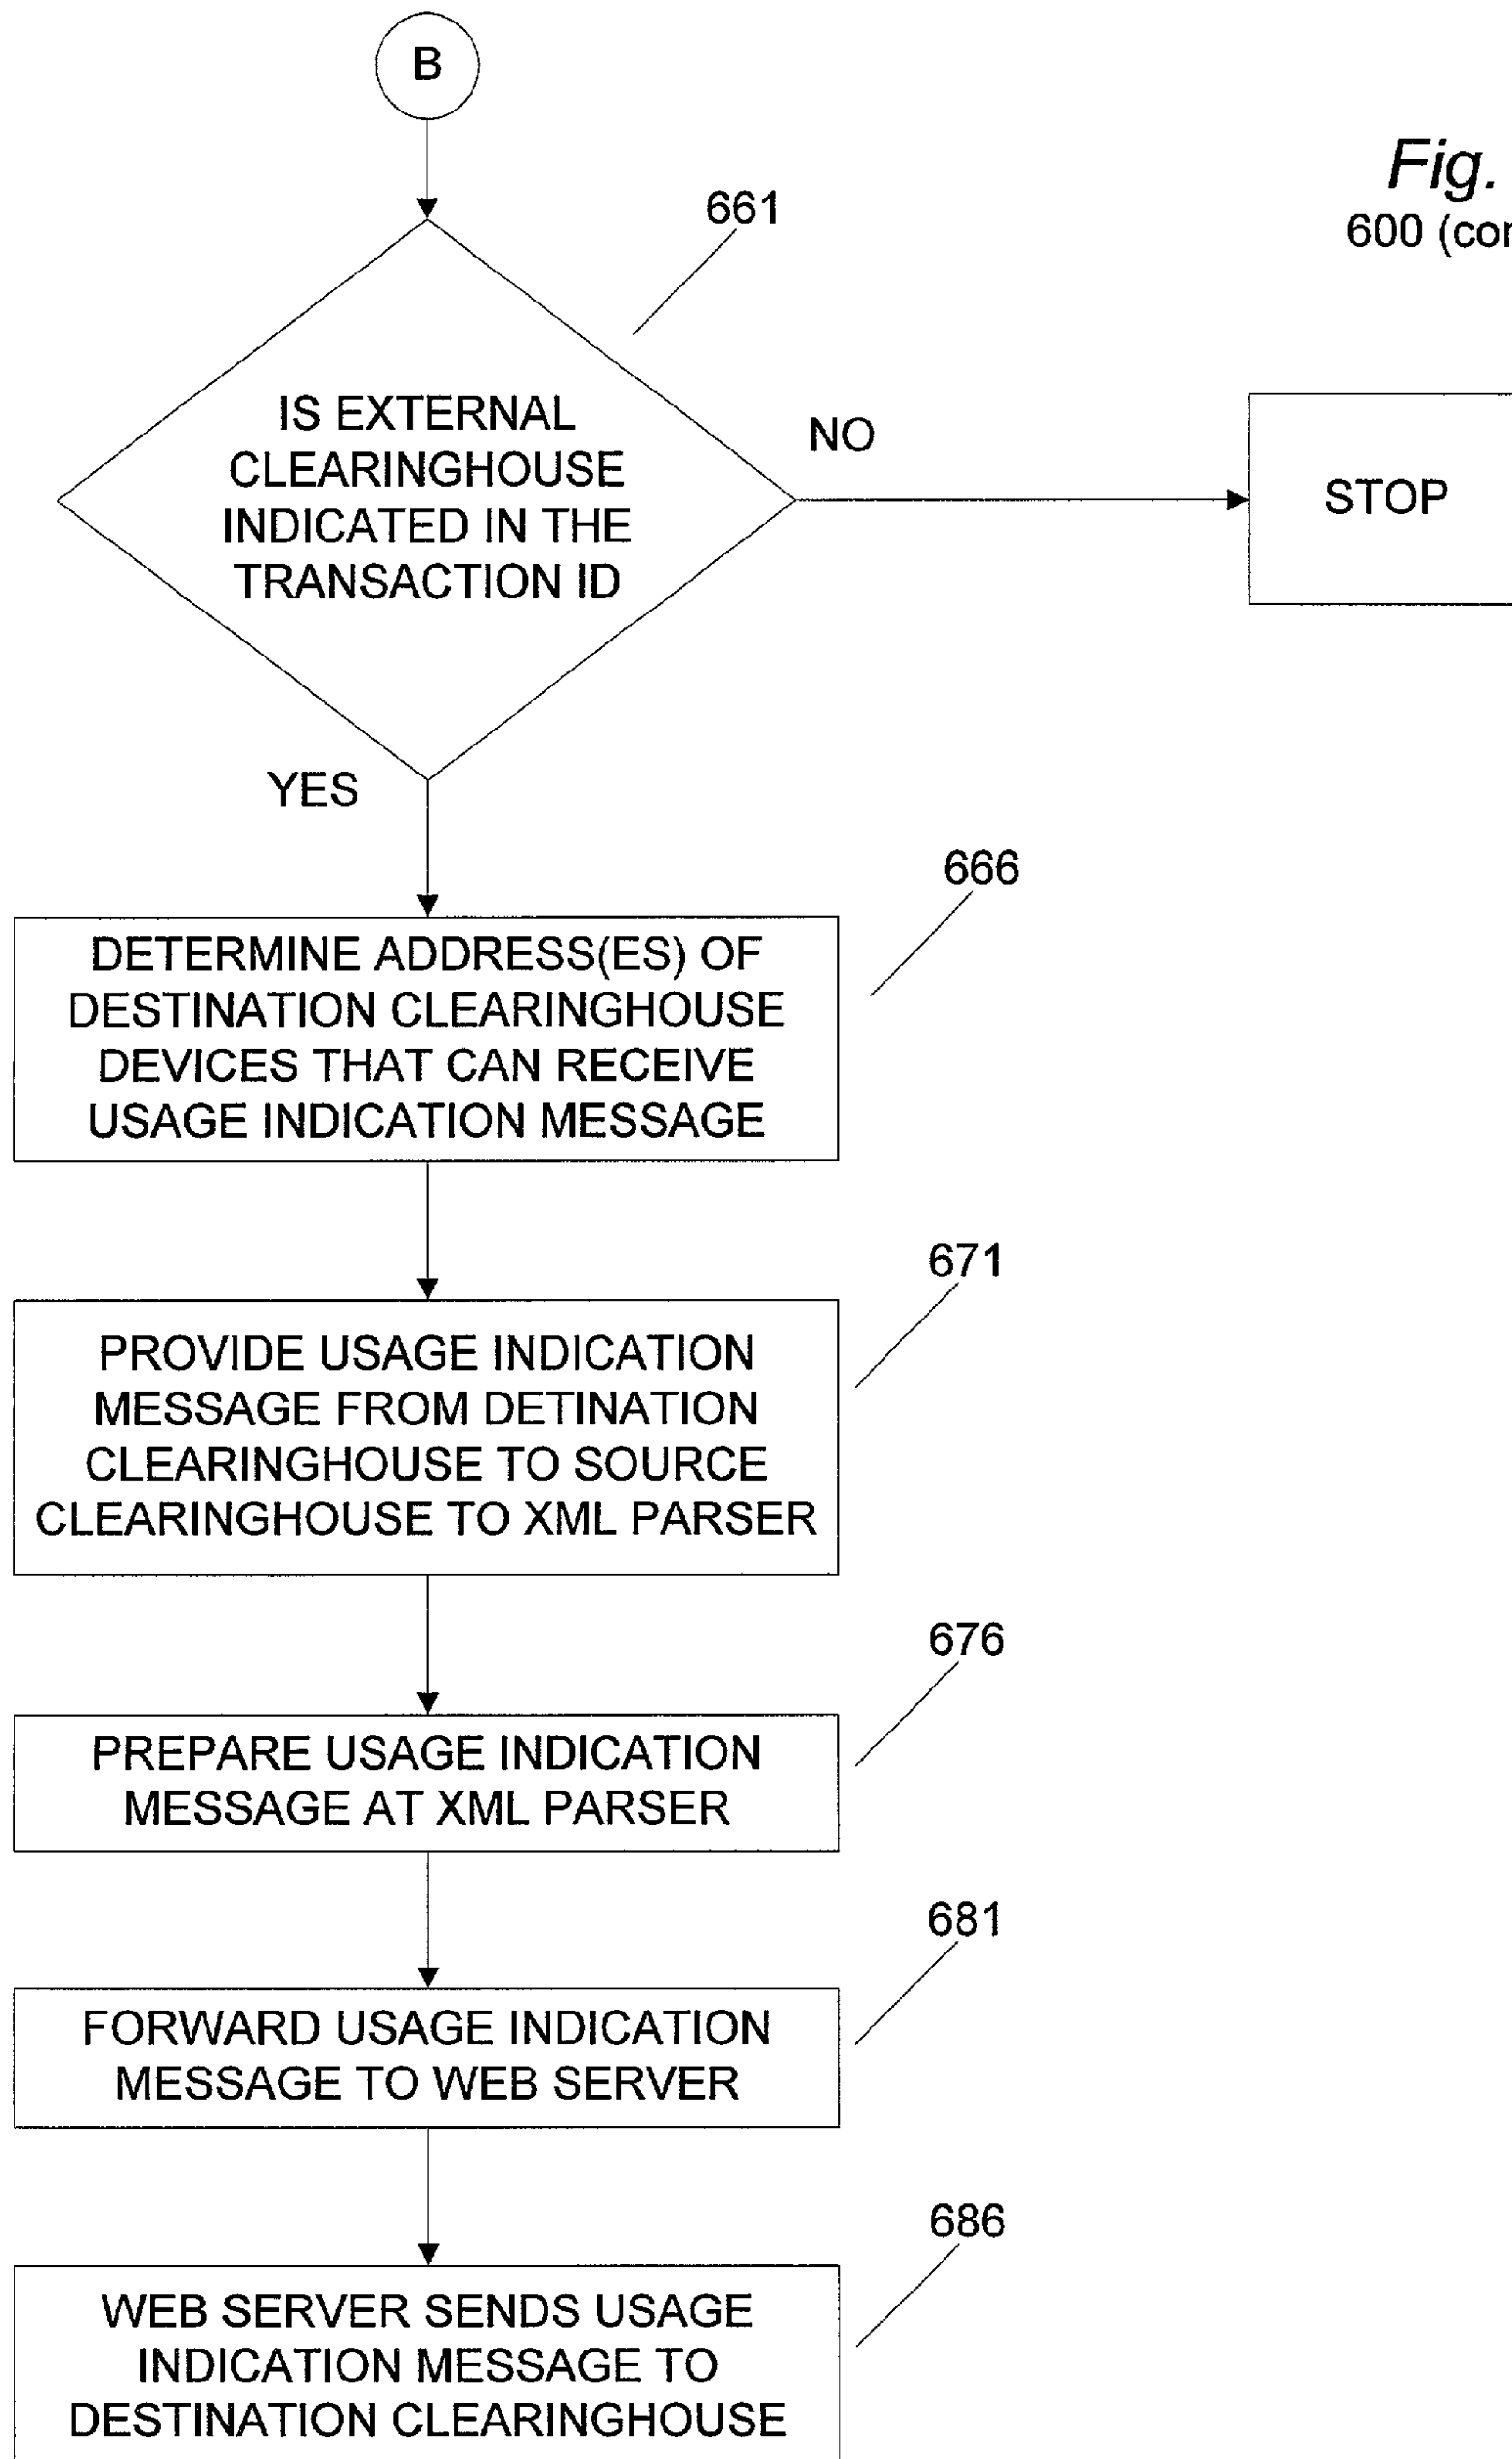 B
Fig.
600 (con
661
IS EXTERNAL
CLEARINGHOUSE
INDICATED IN THE
TRANSACTION ID
NO
STOP
YES
666
DETERMINE ADDRESS(ES) OF
DESTINATION CLEARINGHOUSE
DEVICES THAT CAN RECEIVE
USAGE INDICATION MESSAGE
671
PROVIDE USAGE INDICATION
MESSAGE FROM DETINATION
CLEARINGHOUSE TO SOURCE
CLEARINGHOUSE TO XML PARSER
676
PREPARE USAGE INDICATION
MESSAGE AT XML PARSER
681
FORWARD USAGE INDICATION
MESSAGE TO WEB SERVER
686
WEB SERVER SENDS USAGE
INDICATION MESSAGE TO
DESTINATION CLEARINGHOUSE